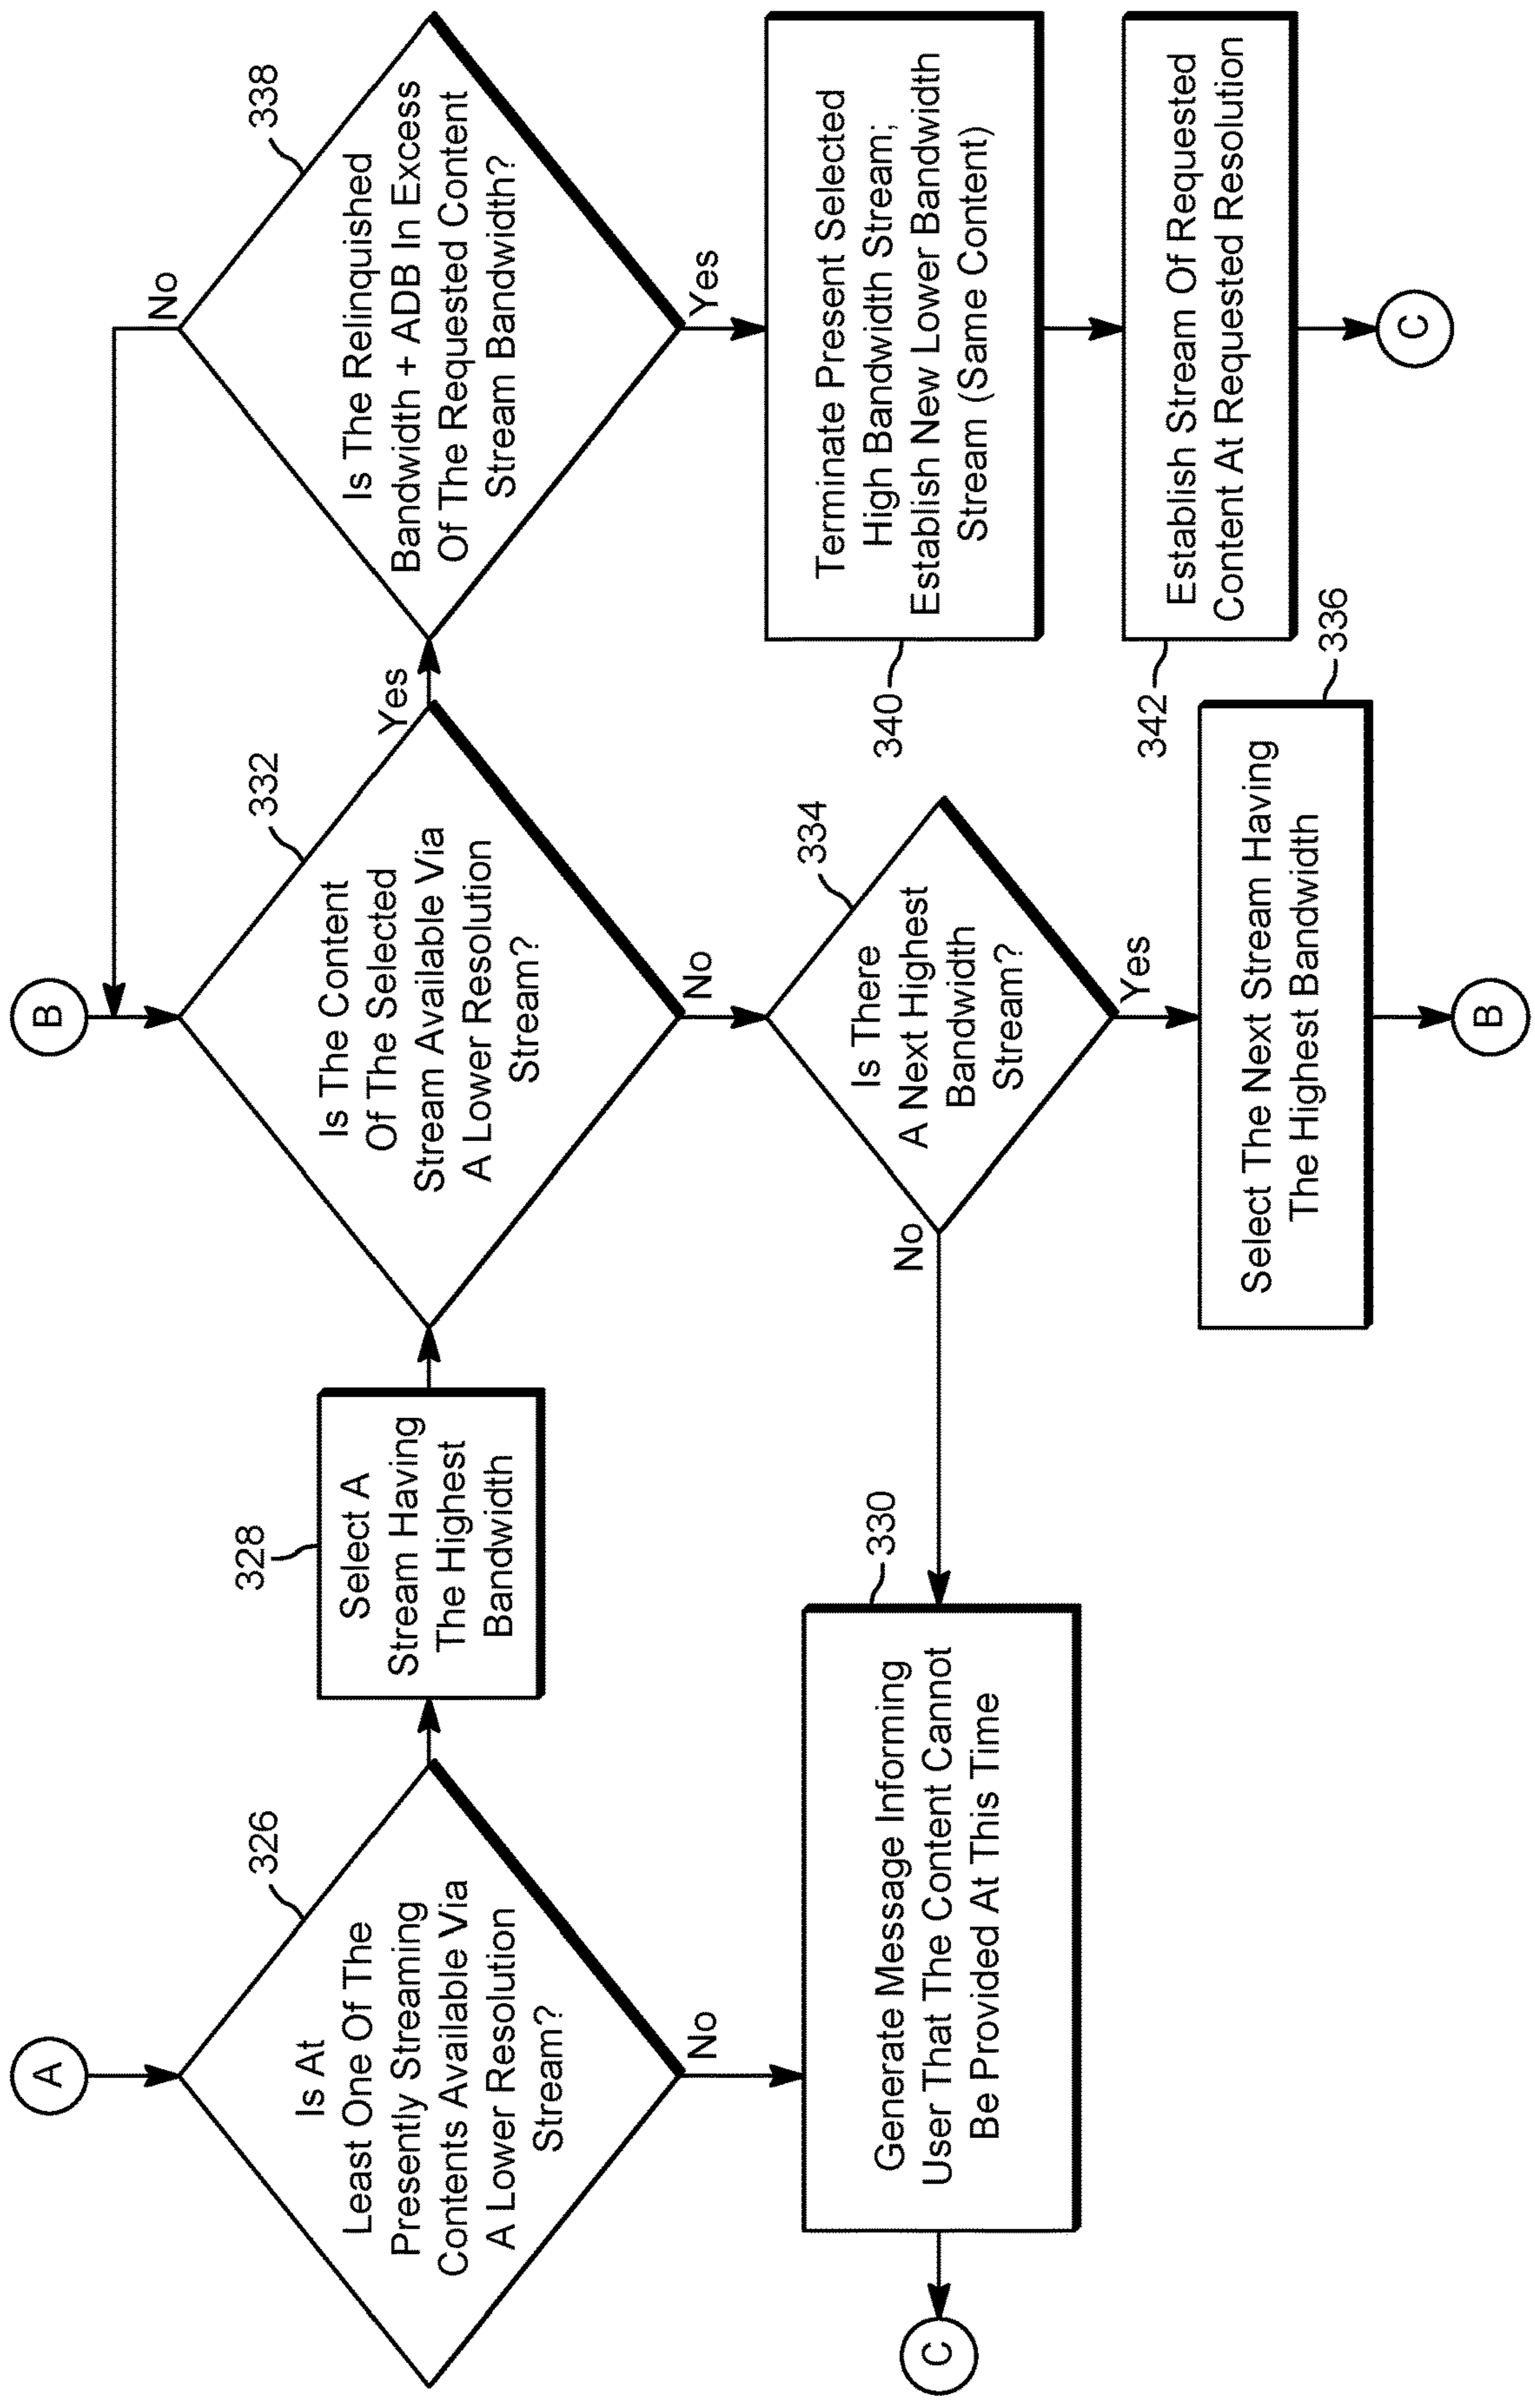 A
326
Is At
Least One Of The
Presently Streaming
Contents Available Via
A Lower Resolution
Stream?
No
328
Select A
Stream Having
The Highest
Bandwidth
B
332
Is The Content
Of The Selected
Stream Available Via
A Lower Resolution
Stream?
Yes
No
338
Is The Relinquished
Bandwidth + ADB In Excess
Of The Requested Content
Stream Bandwidth?
No
Yes
330
Generate Message Informing
User That The Content Cannot
Be Provided At This Time
C
334
Is There
A Next Highest
Bandwidth
Stream?
No
Yes
340
Terminate Present Selected
High Bandwidth Stream;
Establish New Lower Bandwidth
Stream (Same Content)
336
Select The Next Stream Having
The Highest Bandwidth
B
342
Establish Stream Of Requested
Content At Requested Resolution
C